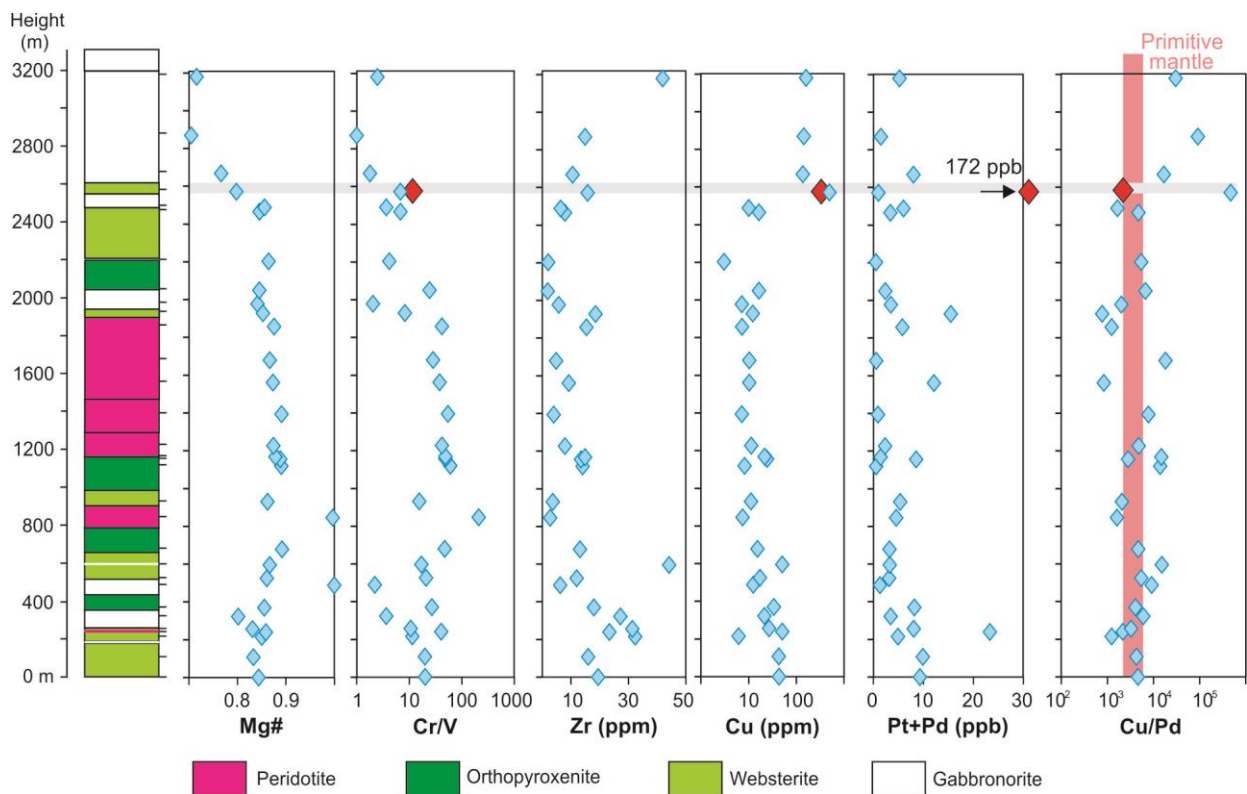 Height
(m)
Primitive
mantle
3200
2800
172 ppb
2400
2000
1600
1200
800
400
0 m
0.8 0.9
1 10 100 1000
10 30 50
10 100
0 10 20 30
10² 10³ 10⁴ 10⁵
Mg# Cr/V Zr (ppm) Cu (ppm) Pt+Pd (ppb) Cu/Pd
Peridotite Orthopyroxenite Websterite Gabbronorite